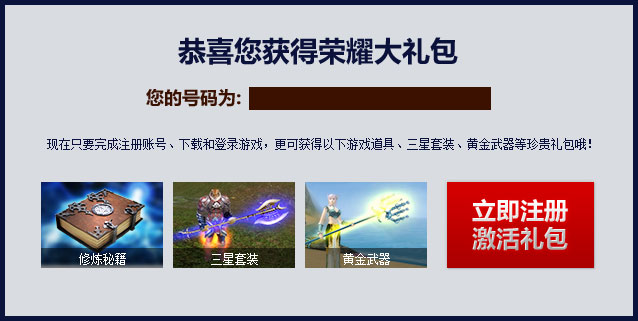 恭喜您获得荣耀大礼包
您的号码为:
现在只要完成注册账号、下载和登录游戏，更可获得以下游戏道具、三星套装、黄金武器等珍贵礼包哦！
修炼秘籍
三星套装
黄金武器
立即注册
激活礼包